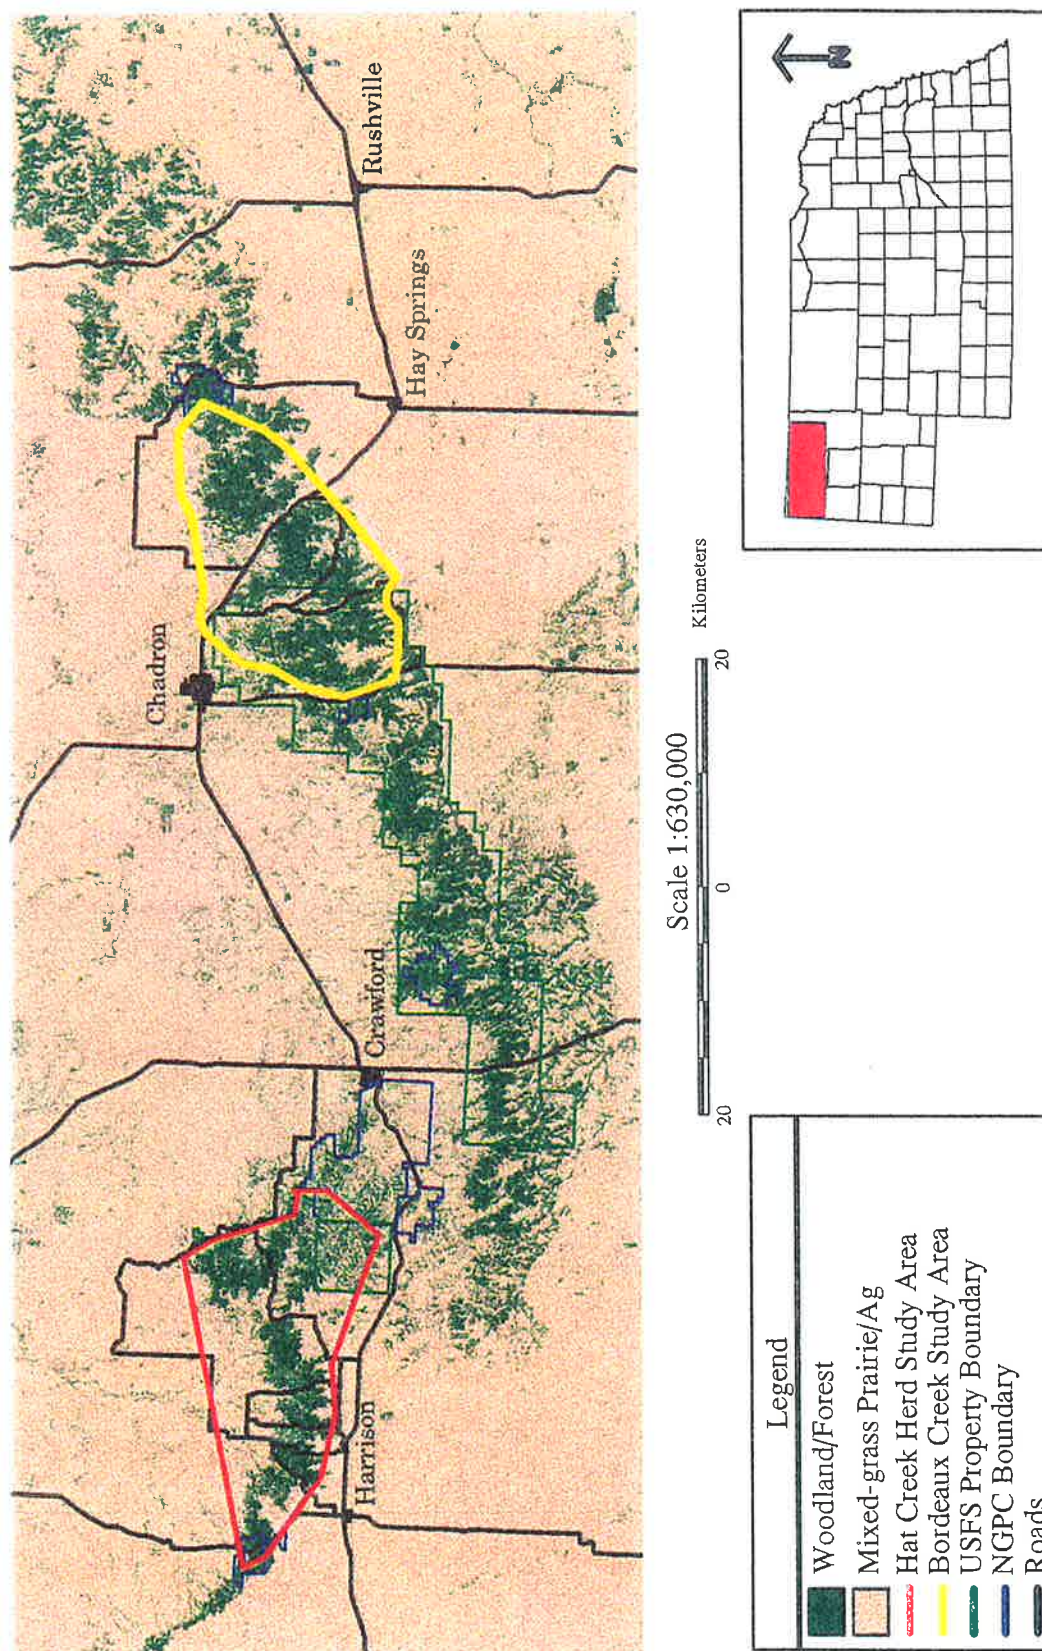 Rushville
Hay Springs
Chadron
Crawford
Harrison
Scale 1:630,000
20
0
20
Kilometers
N
Legend
Woodland/Forest
Mixed-grass Prairie/Ag
Hat Creek Herd Study Area
Bordeaux Creek Study Area
USFS Property Boundary
NGPC Boundary
Roads